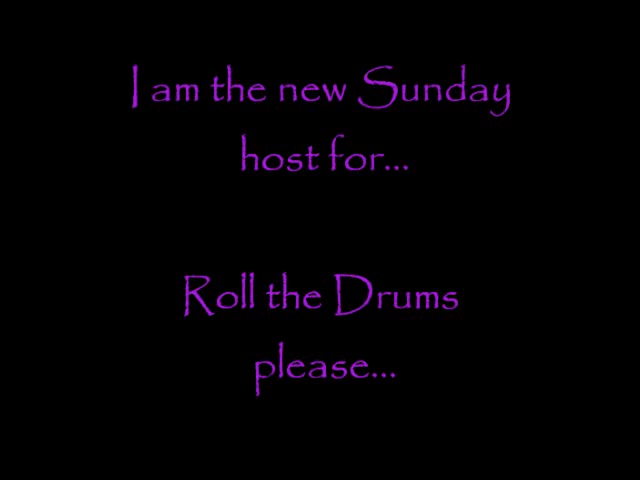 I am the new Sunday
host for...
Roll the Drums
please...